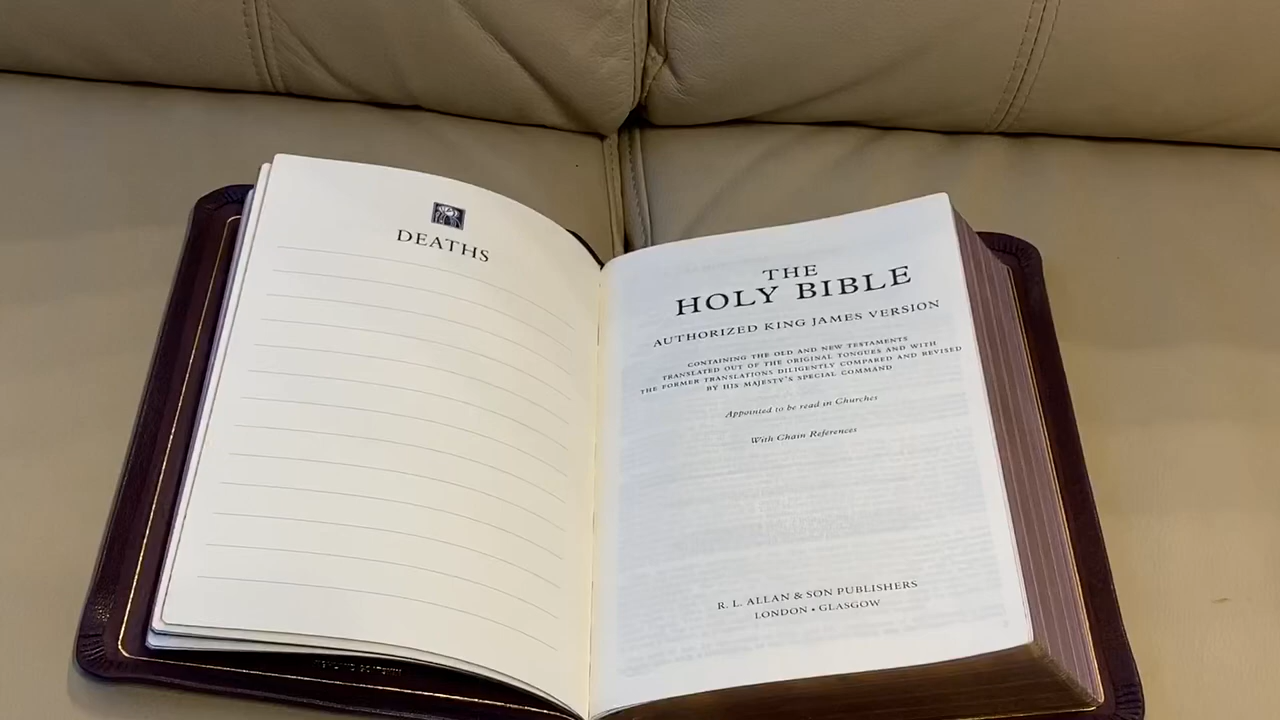 DEATHS
THE
HOLY BIBLE
AUTHORIZED KING JAMES VERSION
CONTAINING THE OLD AND NEW TESTAMENTS
TRANSLATED OUT OF THE ORIGINAL TONGUES AND WITH
THE FORMER TRANSLATIONS DILIGENTLY COMPARED AND REVISED
BY HIS MAJESTY'S SPECIAL COMMAND
Appointed to be read in Churches
With Chain References
R. L. ALLAN & SON PUBLISHERS
LONDON • GLASGOW